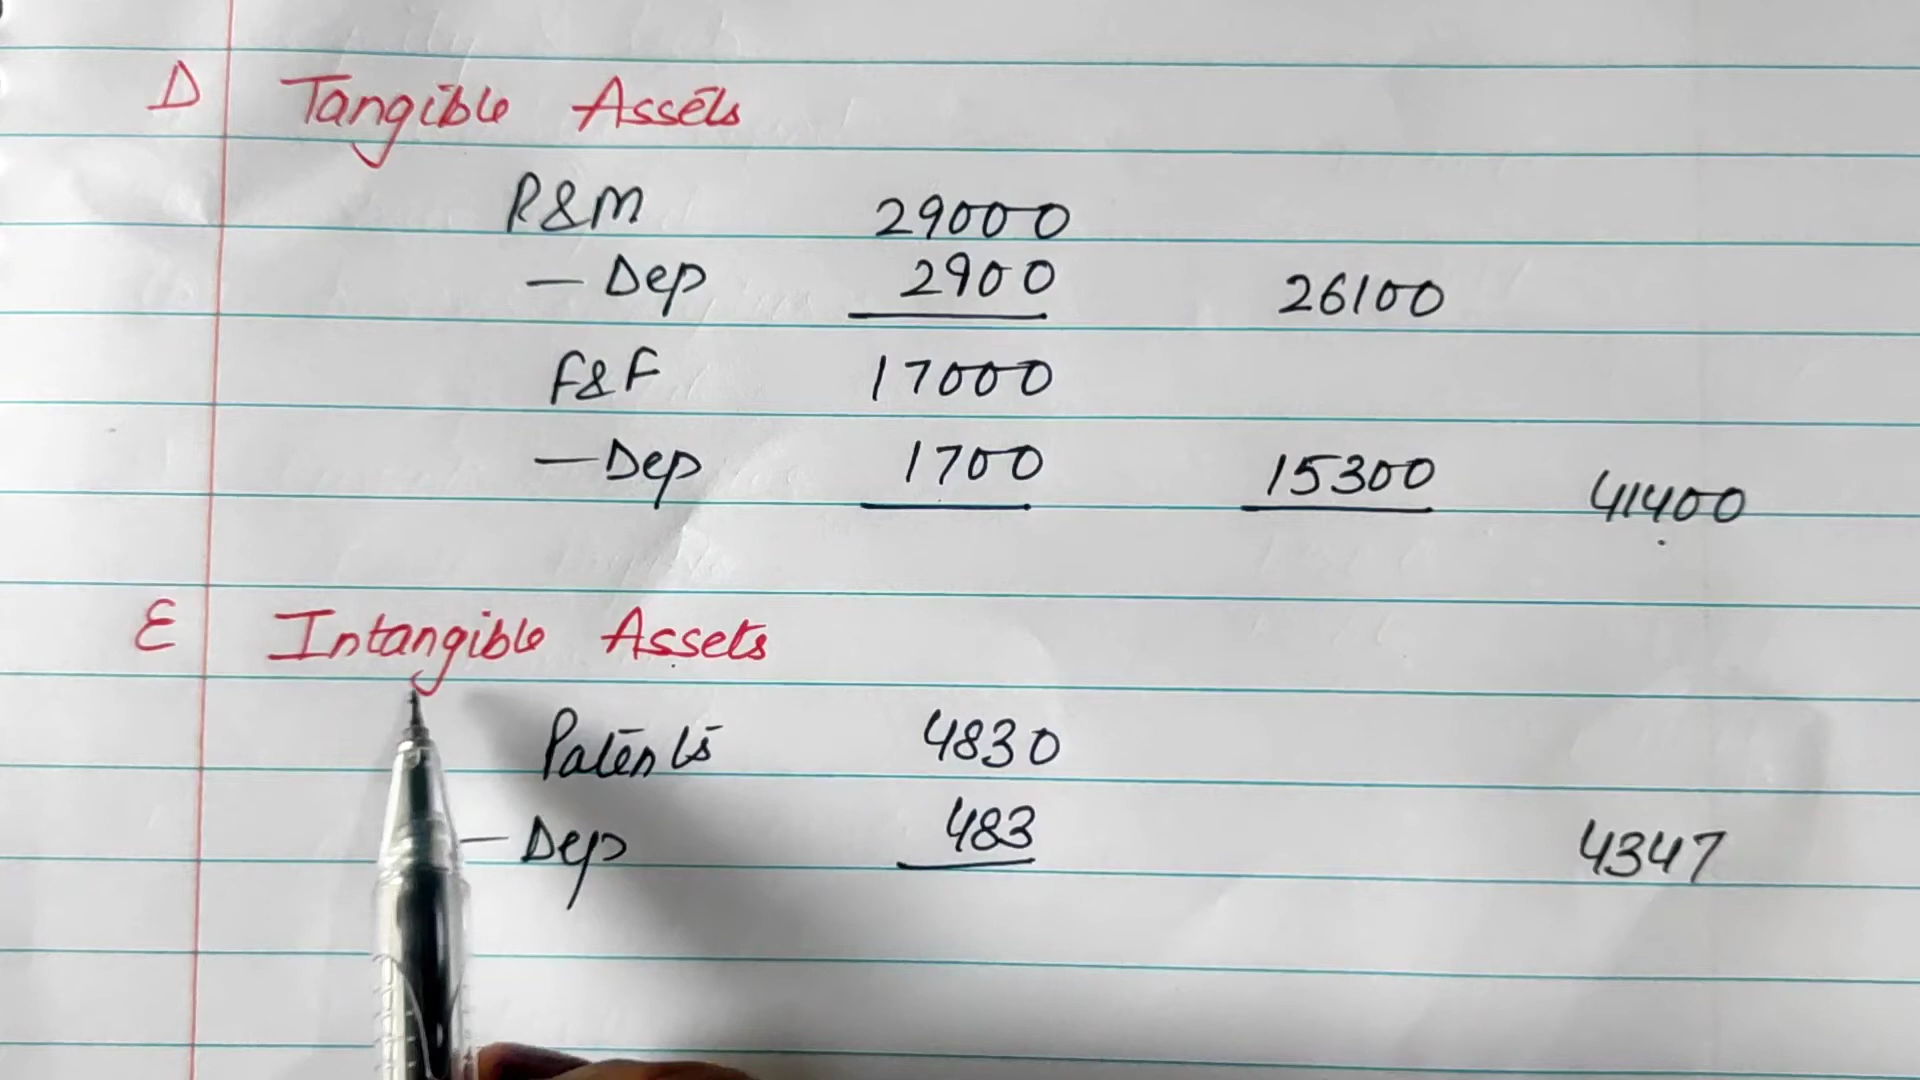 D Tangible Assets
P&M 29000
— Dep 2900 26100
F&F 17000
— Dep 1700 15300 41400
E Intangible Assets
Patents 4830
— Dep 483 4347